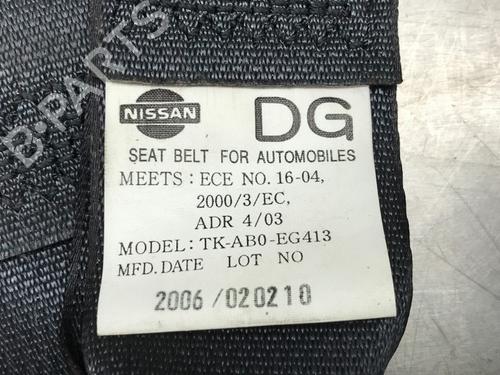 B-PARTS
NISSAN
DG
SEAT BELT FOR AUTOMOBILES
MEETS : ECE NO. 16-04,
2000/3/EC,
ADR 4/03
MODEL: TK-AB0-EG413
MFD.DATE LOT NO
2006/020210